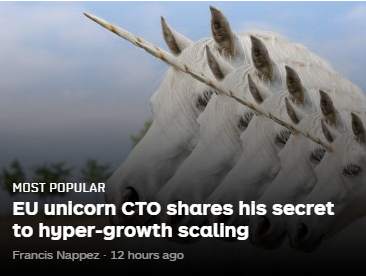 MOST POPULAR
EU unicorn CTO shares his secret
to hyper-growth scaling
Francis Nappez · 12 hours ago